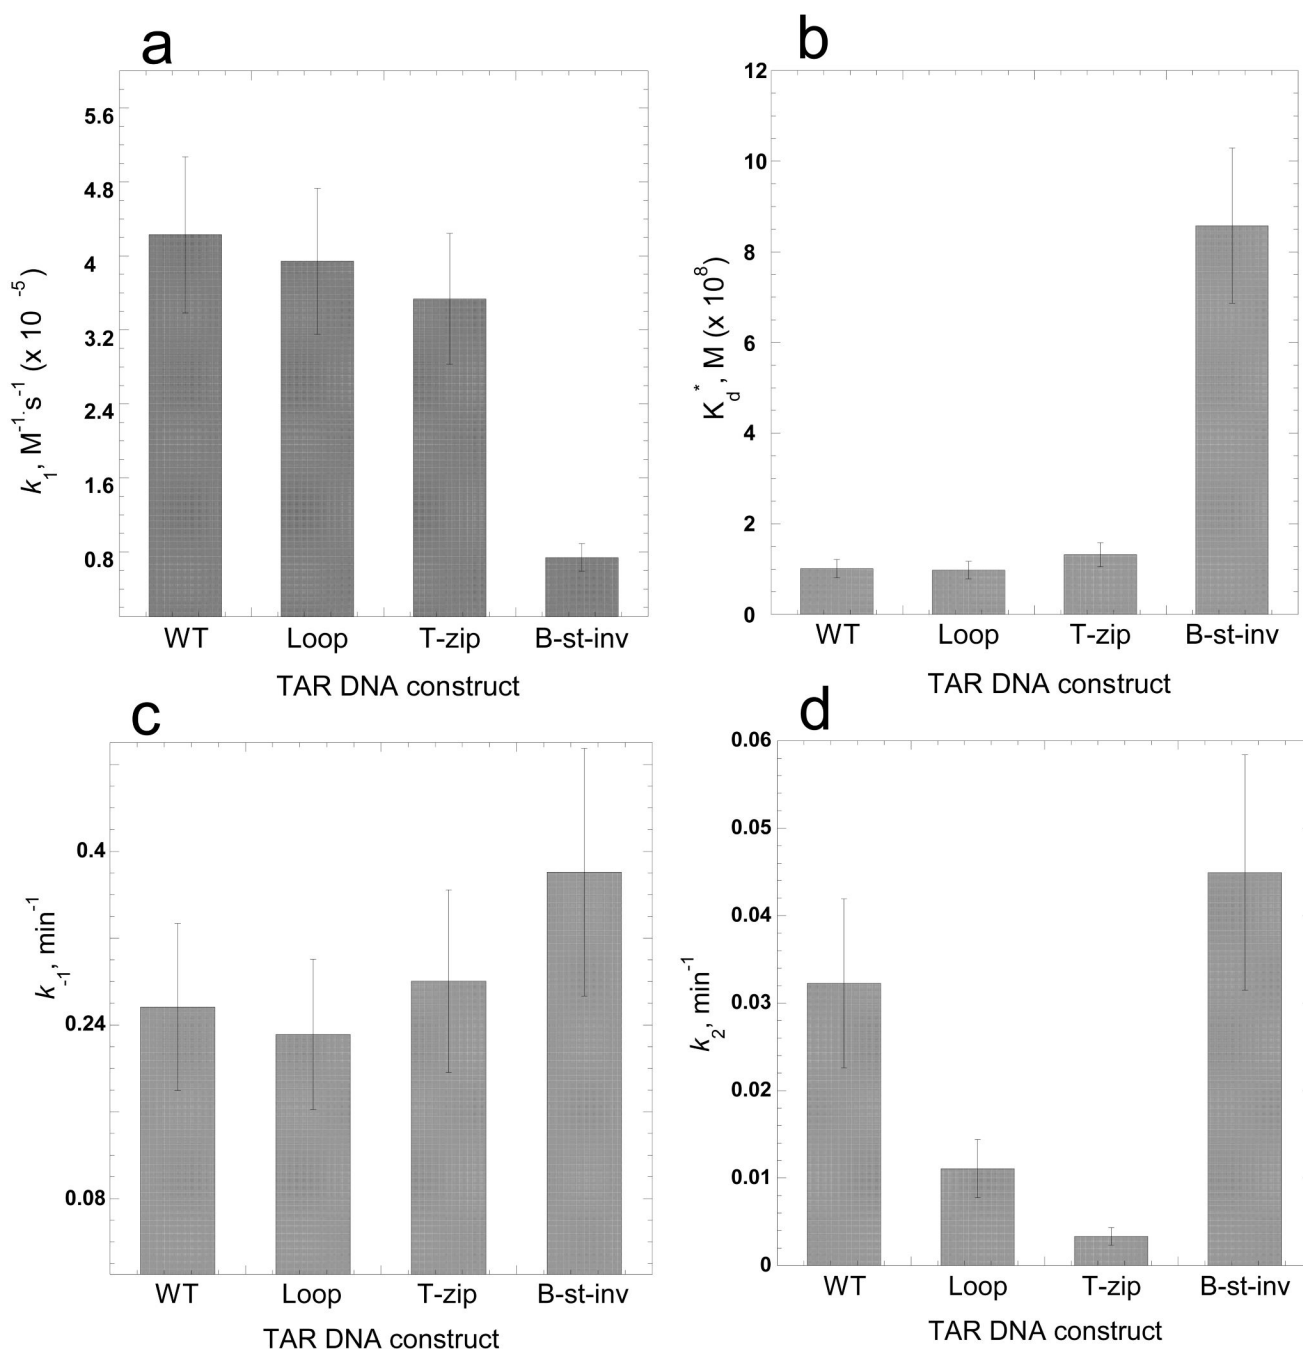 a
5.6
4.8
4
3.2
2.4
1.6
0.8
k₁, M⁻¹·s⁻¹ (x 10 ⁻⁵)
WT Loop T-zip B-st-inv
TAR DNA construct
b
12
10
8
6
4
2
0
K_d^*, M (x 10⁸)
WT Loop T-zip B-st-inv
TAR DNA construct
c
0.4
0.24
0.08
k₋₁, min⁻¹
WT Loop T-zip B-st-inv
TAR DNA construct
d
0.06
0.05
0.04
0.03
0.02
0.01
0
k₂, min⁻¹
WT Loop T-zip B-st-inv
TAR DNA construct